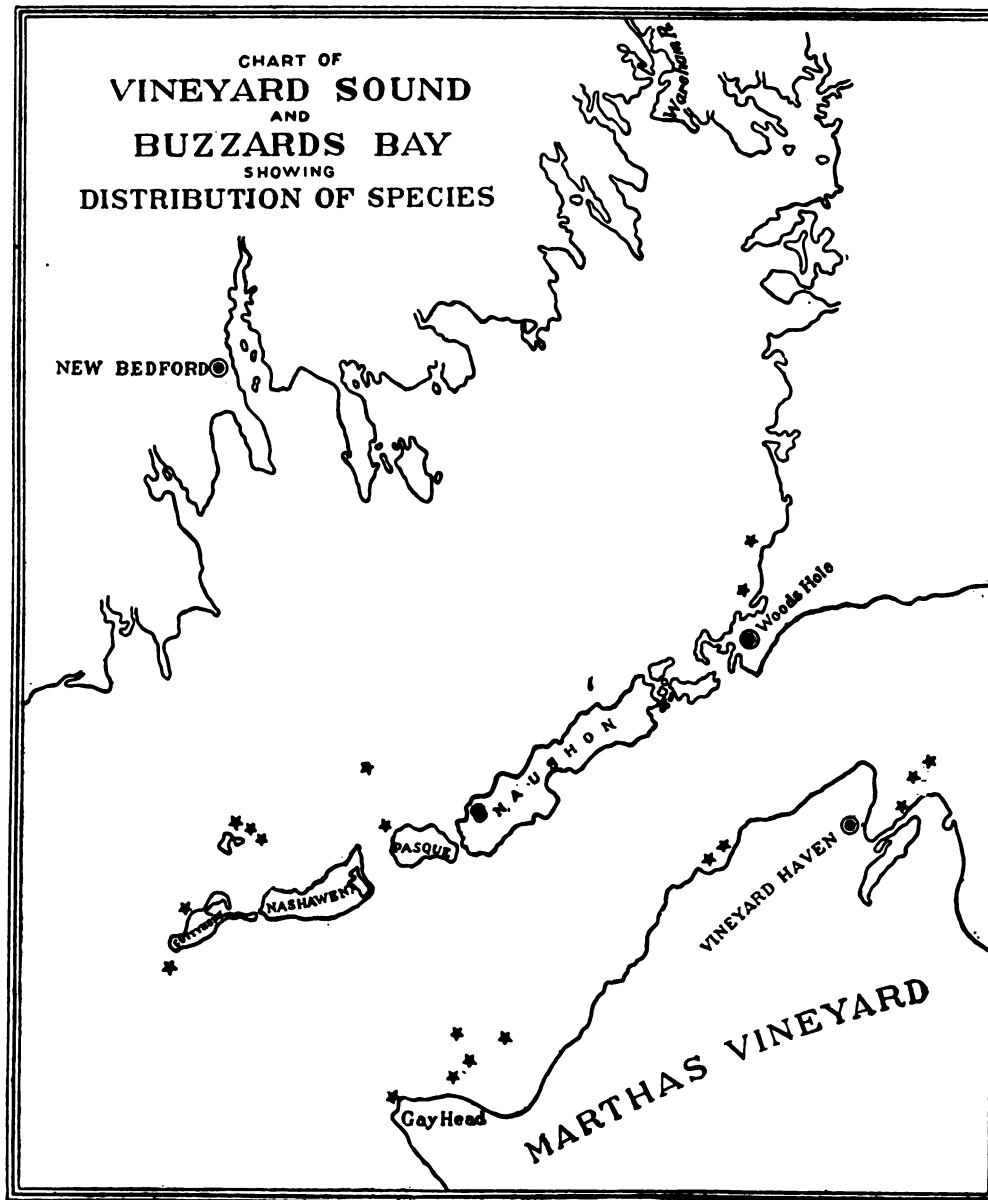 CHART OF
VINEYARD SOUND
AND
BUZZARDS BAY
SHOWING
DISTRIBUTION OF SPECIES
Wareham R.
NEW BEDFORD
Woods Hole
NAUSHON
PASQUE
NASHAWENA
VINEYARD HAVEN
MARTHAS VINEYARD
Gay Head